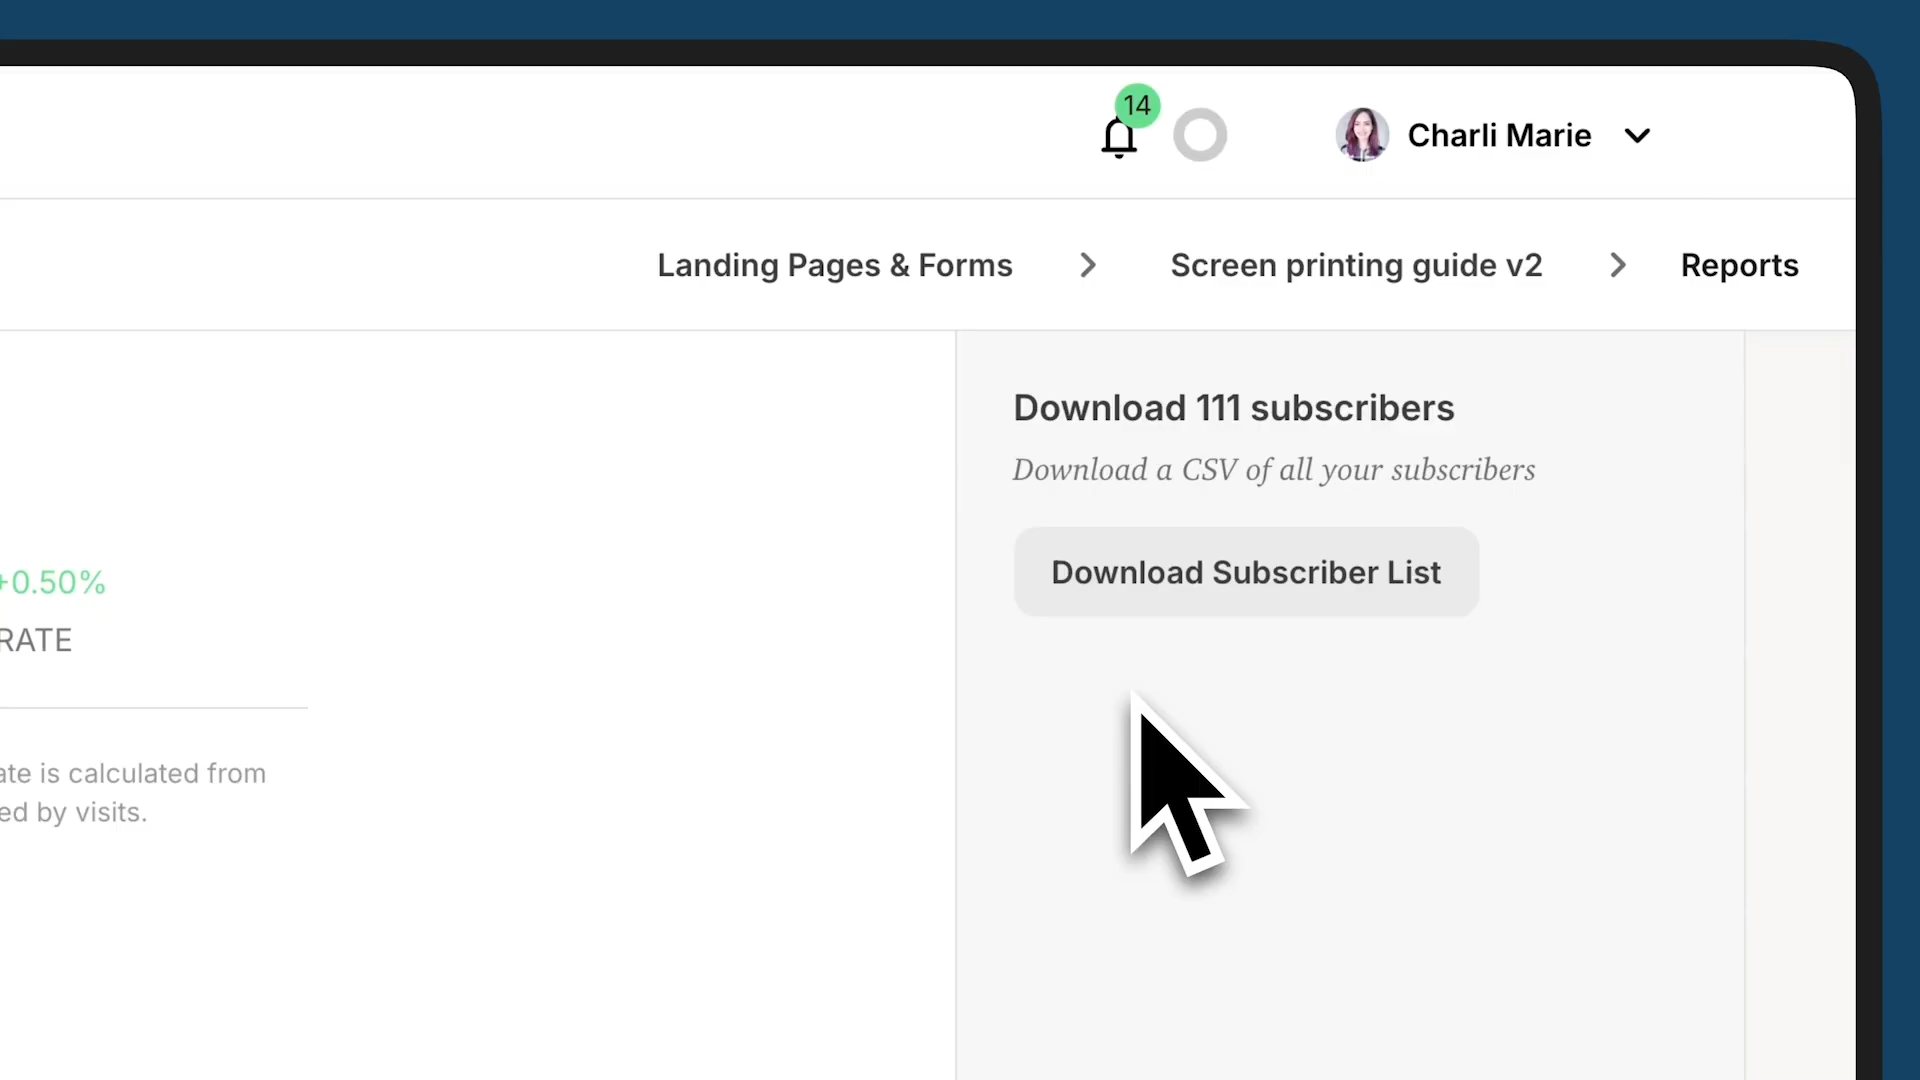 14
Charli Marie
Landing Pages & Forms
Screen printing guide v2
Reports
Download 111 subscribers
Download a CSV of all your subscribers
Download Subscriber List
+0.50%
RATE
ate is calculated from
ed by visits.